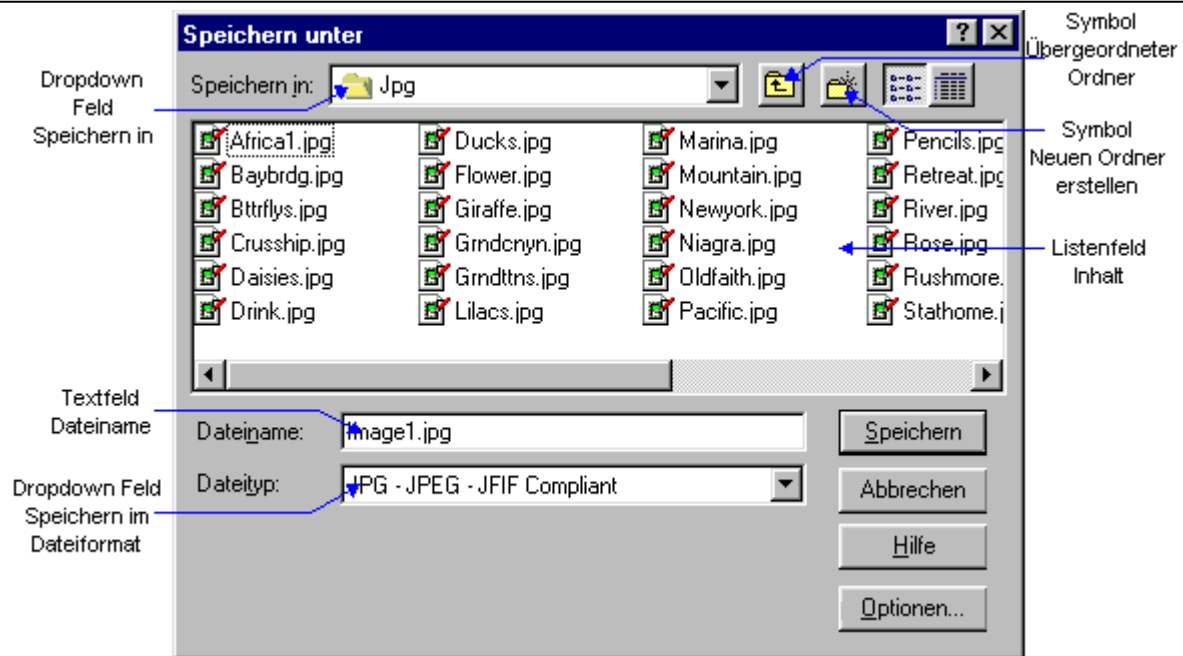 Speichern unter
Symbol
Übergeordneter
Ordner
Dropdown
Feld
Speichern in
Speichern in:
Jpg
Symbol
Neuen Ordner
erstellen
Africa1.jpg
Baybrdg.jpg
Bttrflys.jpg
Crusship.jpg
Daisies.jpg
Drink.jpg
Ducks.jpg
Flower.jpg
Giraffe.jpg
Grndcnyn.jpg
Grndttns.jpg
Lilacs.jpg
Marina.jpg
Mountain.jpg
Newyork.jpg
Niagra.jpg
Oldfaith.jpg
Pacific.jpg
Pencils.jpg
Retreat.jpg
River.jpg
Rose.jpg
Rushmore.
Stathome.j
Listenfeld
Inhalt
Textfeld
Dateiname
Dateiname:
Image1.jpg
Speichern
Dropdown Feld
Speichern im
Dateiformat
Dateityp:
JPG - JPEG - JFIF Compliant
Abbrechen
Hilfe
Optionen...